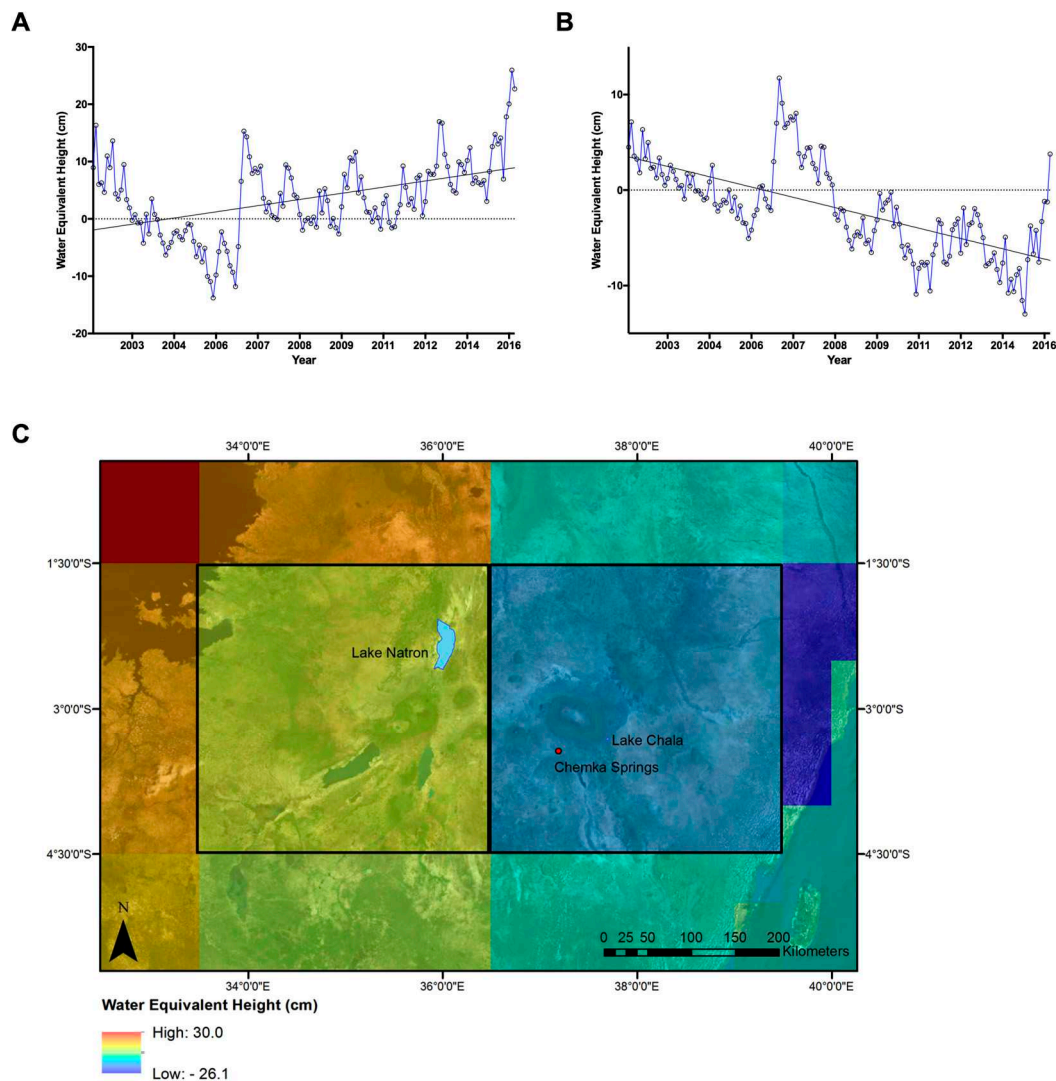 A
B
30
20
10
0
-10
-20
Water Equivalent Height (cm)
2003 2004 2006 2007 2008 2009 2011 2012 2014 2016
Year
10
0
-10
Water Equivalent Height (cm)
2003 2004 2006 2007 2008 2009 2011 2012 2014 2016
Year
C
34°0'0"E 36°0'0"E 38°0'0"E 40°0'0"E
1°30'0"S 1°30'0"S
Lake Natron
3°0'0"S 3°0'0"S
Lake Chala
Chemka Springs
4°30'0"S 4°30'0"S
N
0 25 50 100 150 200
Kilometers
34°0'0"E 36°0'0"E 38°0'0"E 40°0'0"E
Water Equivalent Height (cm)
High: 30.0
Low: - 26.1